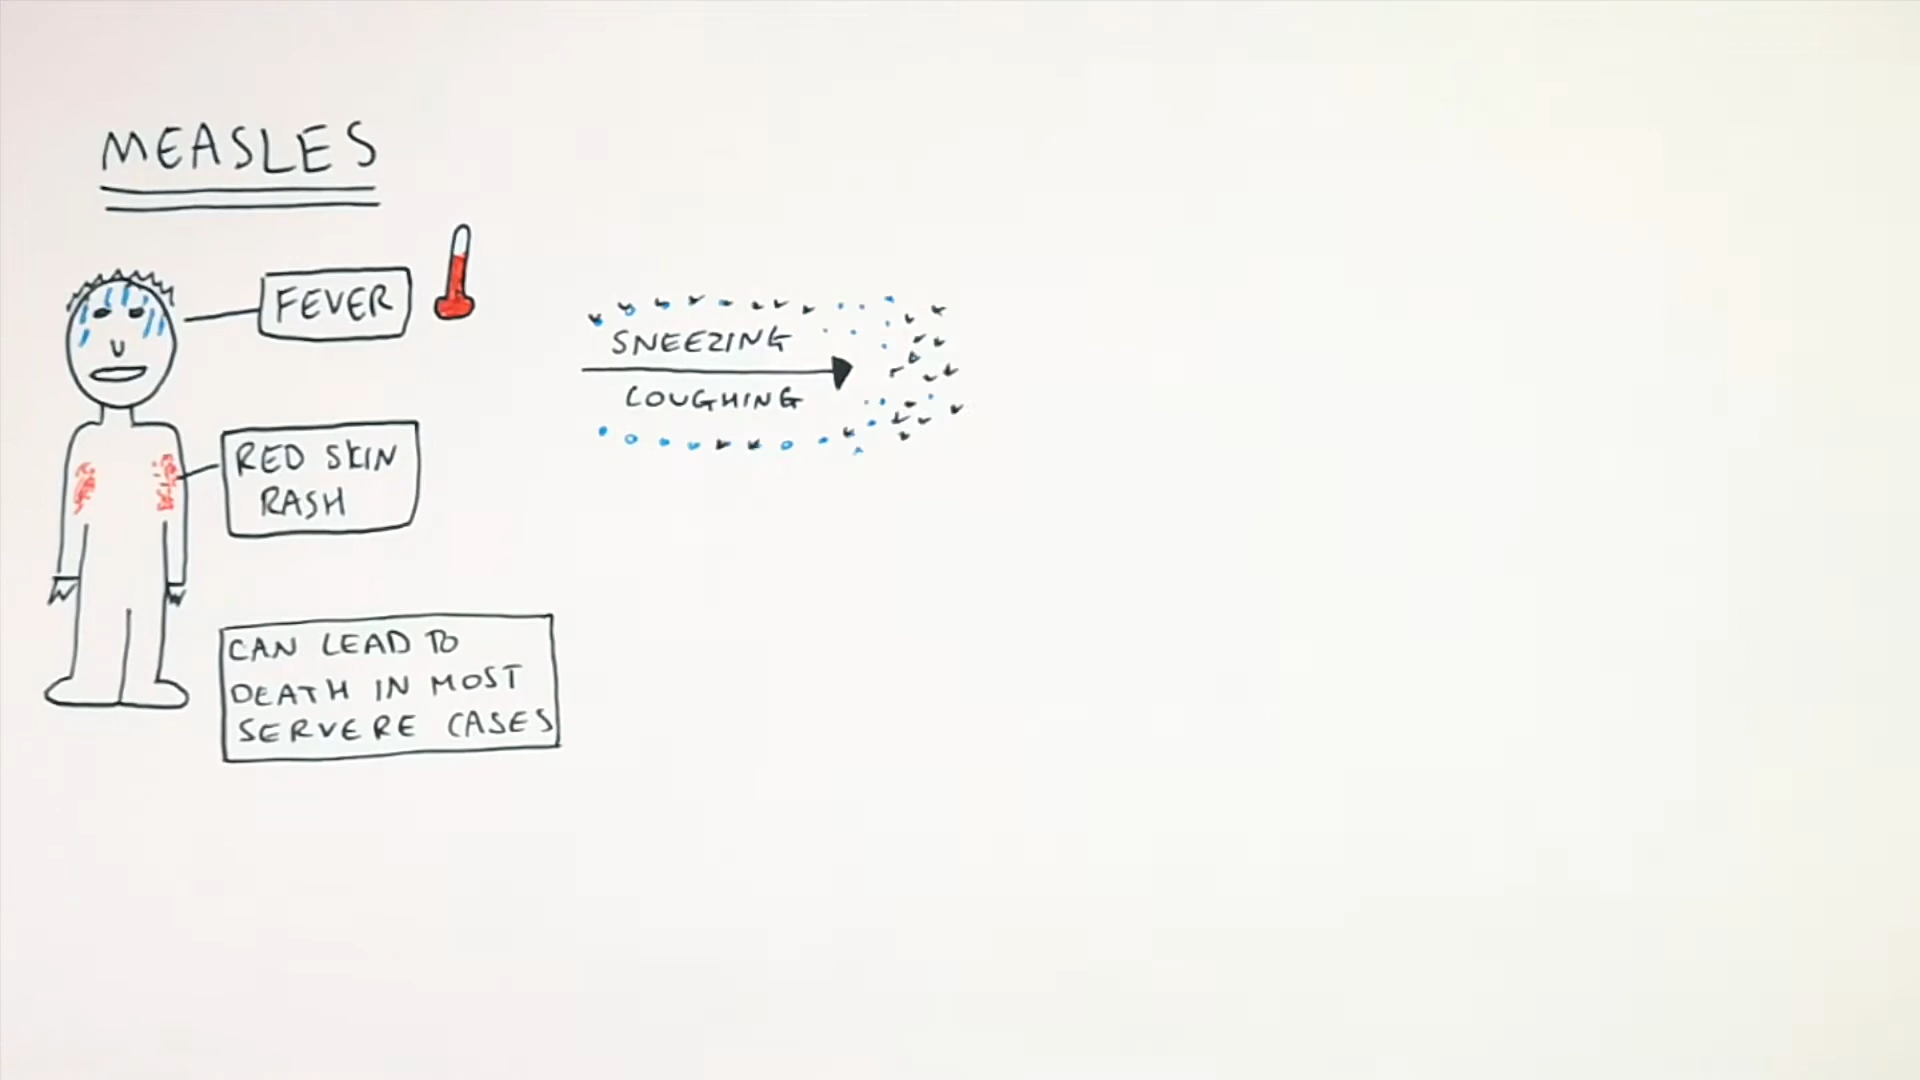 MEASLES
FEVER
RED SKIN
RASH
CAN LEAD TO
DEATH IN MOST
SERVERE CASES
SNEEZING
COUGHING